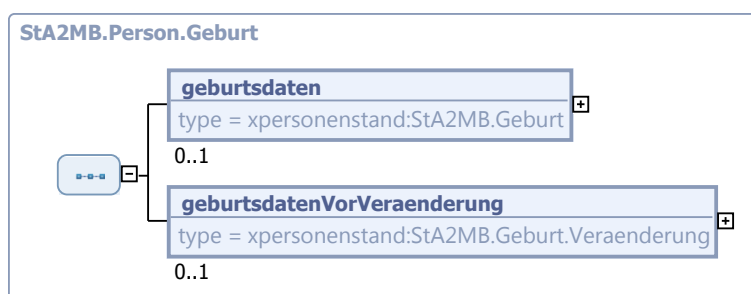 StA2MB.Person.Geburt
geburtsdaten
type = xpersonenstand:StA2MB.Geburt
0..1
geburtsdatenVorVeraenderung
type = xpersonenstand:StA2MB.Geburt.Veraenderung
0..1